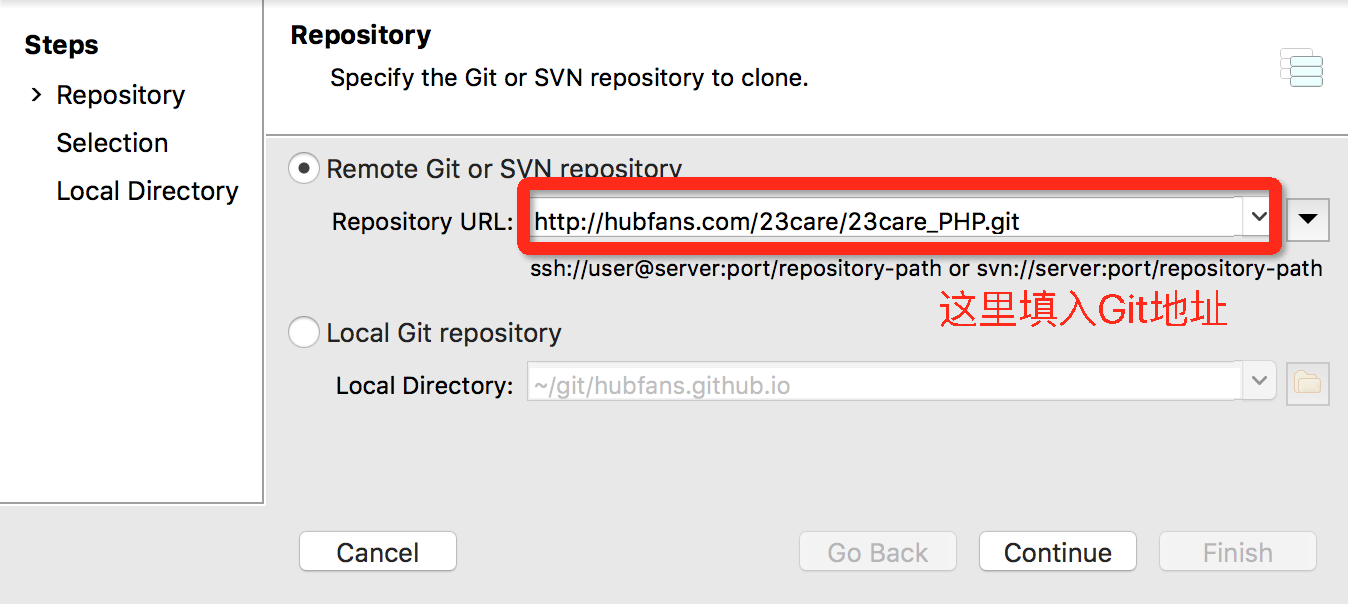 Steps
Repository
Selection
Local Directory
Repository
Specify the Git or SVN repository to clone.
Remote Git or SVN repository
Repository URL: http://hubfans.com/23care/23care_PHP.git
ssh://user@server:port/repository-path or svn://server:port/repository-path
这里填入Git地址
Local Git repository
Local Directory: ~/git/hubfans.github.io
Cancel Go Back Continue Finish